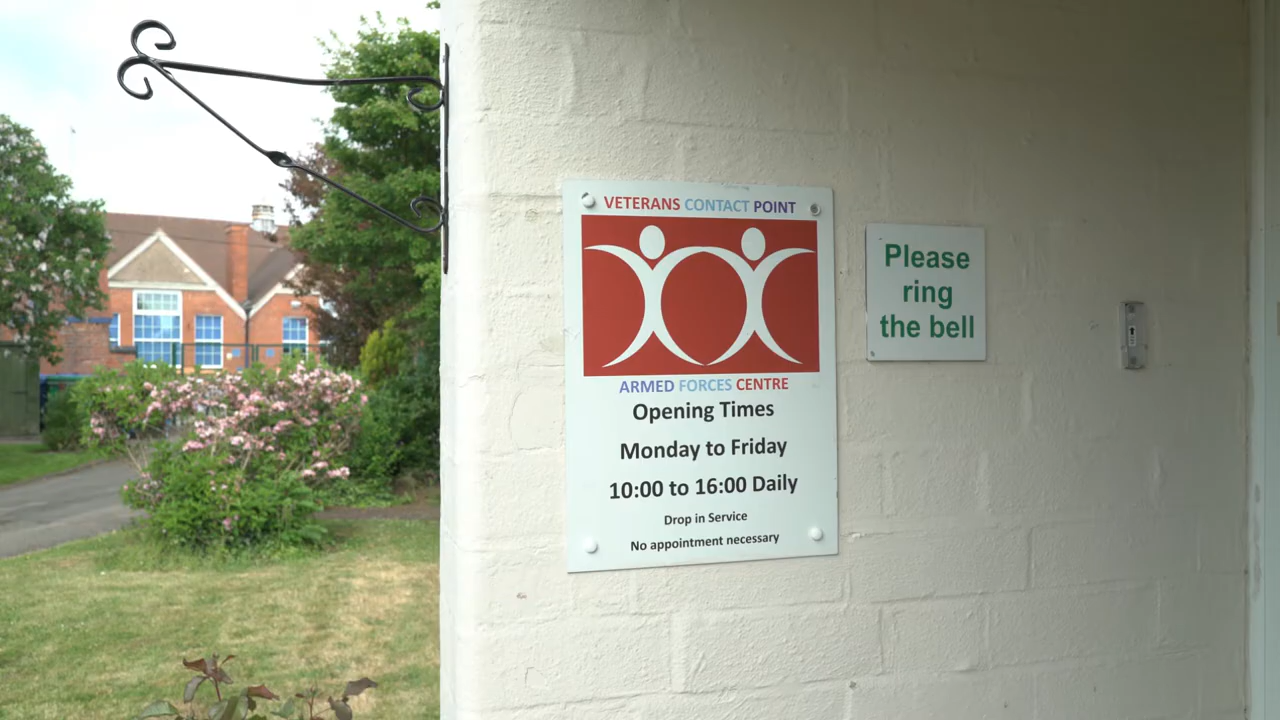 VETERANS CONTACT POINT
ARMED FORCES CENTRE
Opening Times
Monday to Friday
10:00 to 16:00 Daily
Drop in Service
No appointment necessary
Please
ring
the bell